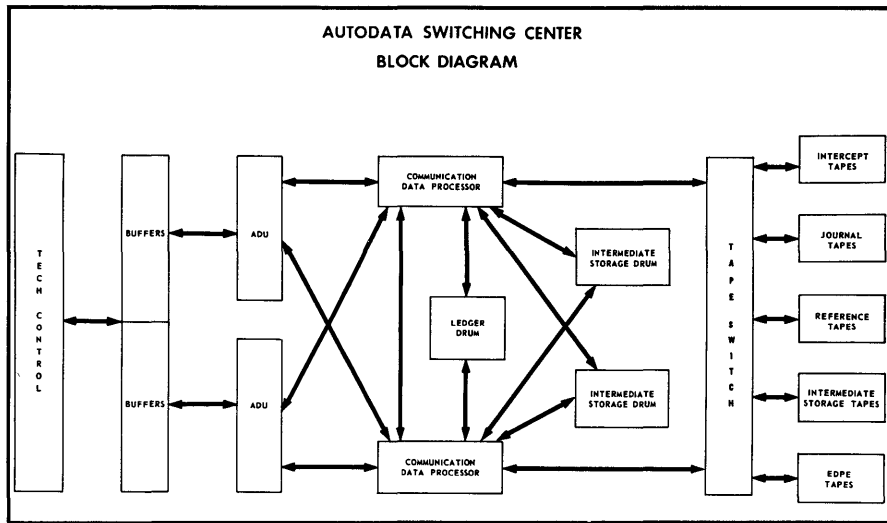 AUTODATA SWITCHING CENTER
BLOCK DIAGRAM
TECH CONTROL
BUFFERS
BUFFERS
ADU
ADU
COMMUNICATION
DATA PROCESSOR
LEDGER
DRUM
COMMUNICATION
DATA PROCESSOR
INTERMEDIATE
STORAGE DRUM
INTERMEDIATE
STORAGE DRUM
TAPE SWITCH
INTERCEPT
TAPES
JOURNAL
TAPES
REFERENCE
TAPES
INTERMEDIATE
STORAGE TAPES
EDPE
TAPES